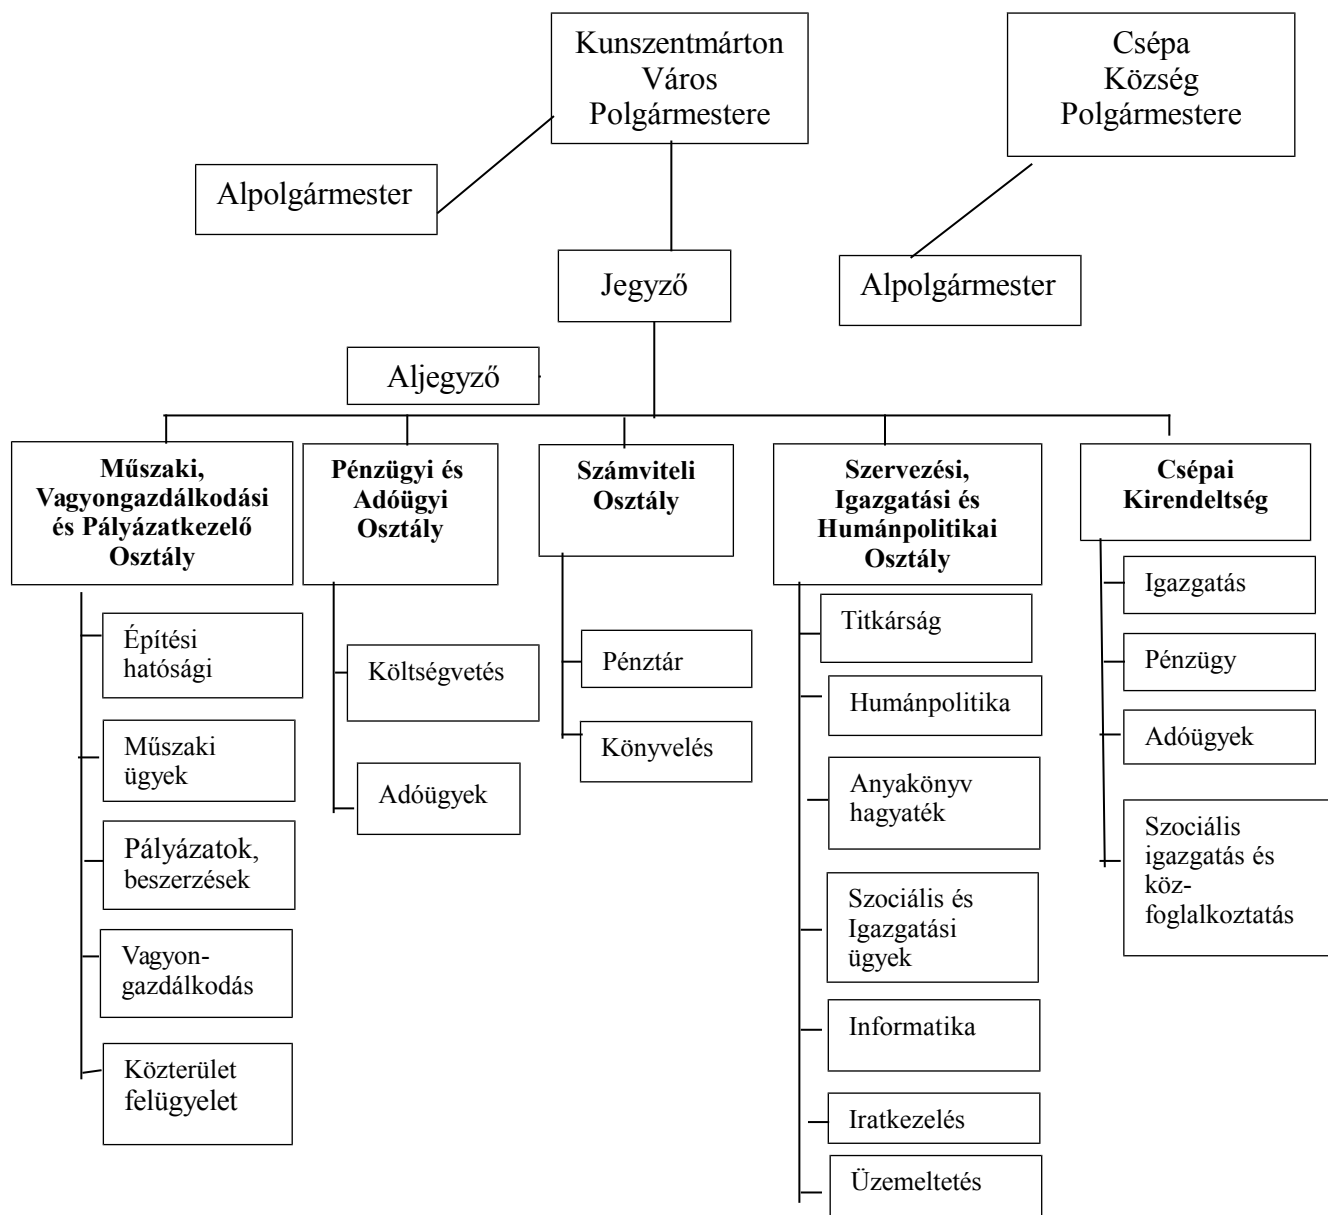 Kunszentmárton
Város
Polgármestere
Csépa
Község
Polgármestere
Alpolgármester
Jegyző
Alpolgármester
Aljegyző
Műszaki,
Vagyongazdálkodási
és Pályázatkezelő
Osztály
Pénzügyi és
Adóügyi
Osztály
Számviteli
Osztály
Szervezési,
Igazgatási és
Humánpolitikai
Osztály
Csépai
Kirendeltség
Építési
hatósági
Műszaki
ügyek
Pályázatok,
beszerzések
Vagyon-
gazdálkodás
Közterület
felügyelet
Költségvetés
Adóügyek
Pénztár
Könyvelés
Titkárság
Humánpolitika
Anyakönyv
hagyaték
Szociális és
Igazgatási
ügyek
Informatika
Iratkezelés
Üzemeltetés
Igazgatás
Pénzügy
Adóügyek
Szociális
igazgatás és
köz-
foglalkoztatás